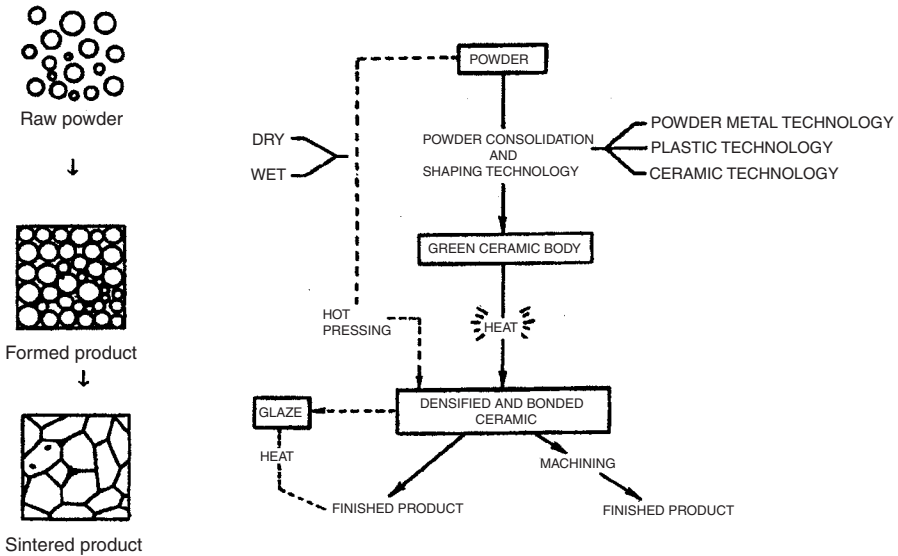 Raw powder
Formed product
Sintered product
POWDER
DRY
WET
POWDER CONSOLIDATION
AND
SHAPING TECHNOLOGY
POWDER METAL TECHNOLOGY
PLASTIC TECHNOLOGY
CERAMIC TECHNOLOGY
GREEN CERAMIC BODY
HOT
PRESSING
HEAT
DENSIFIED AND BONDED
CERAMIC
GLAZE
HEAT
MACHINING
FINISHED PRODUCT
FINISHED PRODUCT